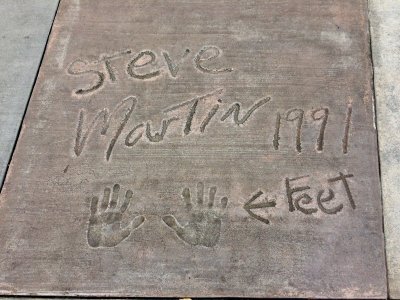 Steve
Martin 1991
← Feet